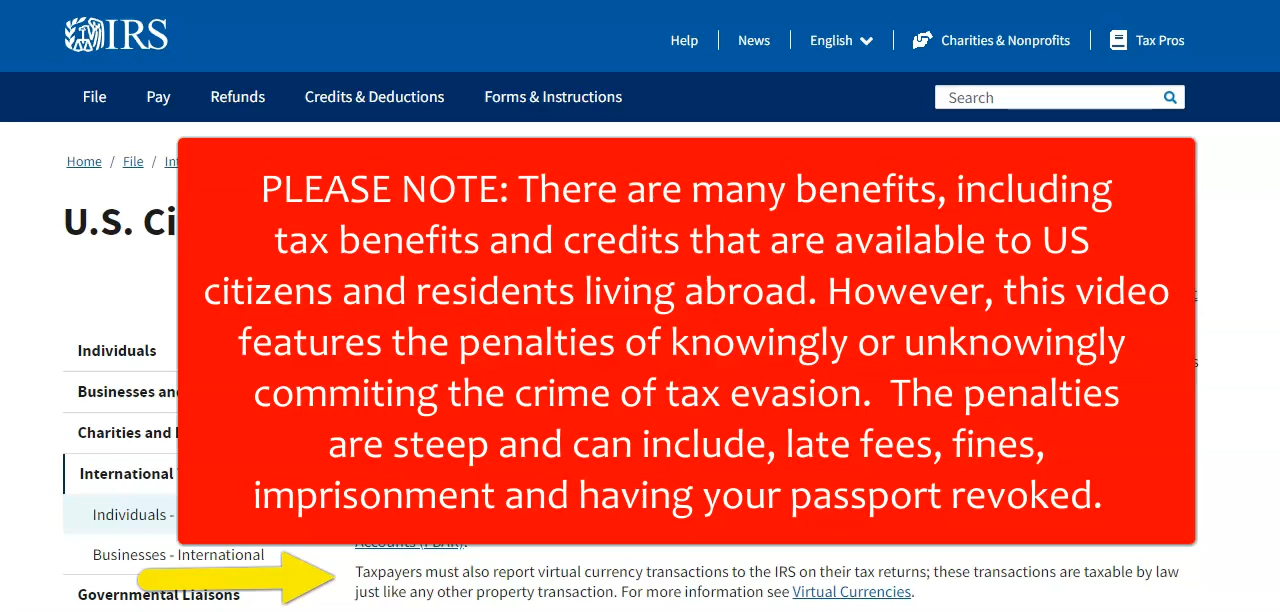 IRS
Help
News
English
Charities & Nonprofits
Tax Pros
File
Pay
Refunds
Credits & Deductions
Forms & Instructions
Search
Home / File /
U.S.
PLEASE NOTE: There are many benefits, including
tax benefits and credits that are available to US
citizens and residents living abroad. However, this video
features the penalties of knowingly or unknowingly
commiting the crime of tax evasion. The penalties
are steep and can include, late fees, fines,
imprisonment and having your passport revoked.
Individuals
Businesses
Charities and
International
Individuals -
Businesses - International
Governmental Liaisons
Accounts (FBAR).
Taxpayers must also report virtual currency transactions to the IRS on their tax returns; these transactions are taxable by law
just like any other property transaction. For more information see Virtual Currencies.